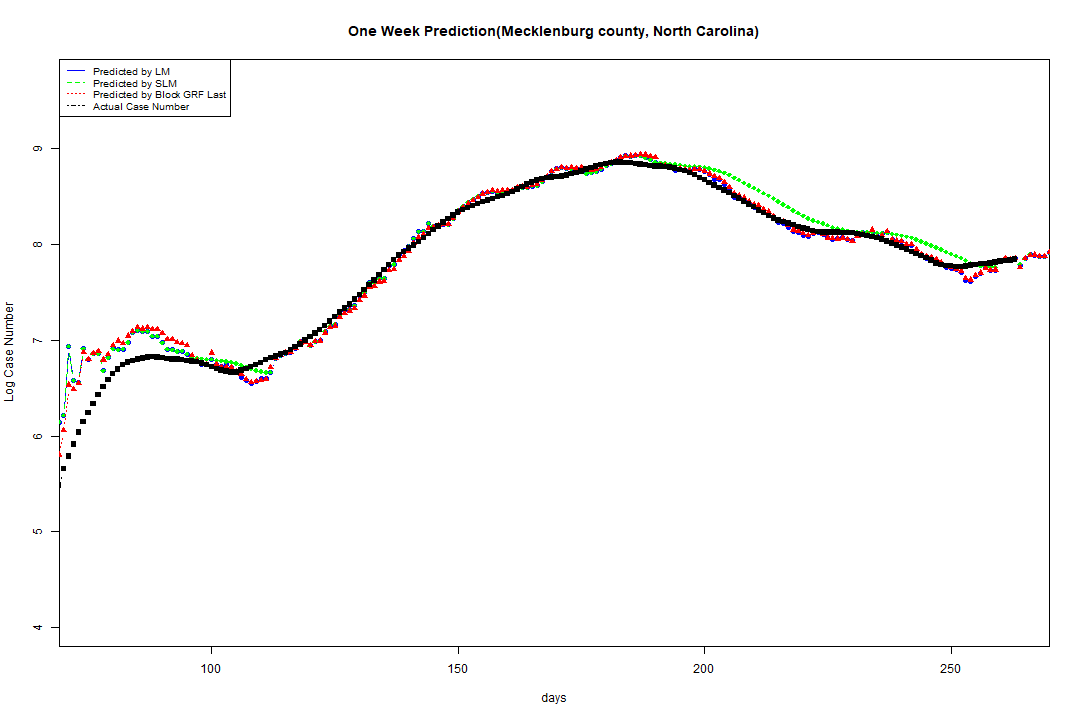 One Week Prediction(Mecklenburg county, North Carolina)
Predicted by LM
Predicted by SLM
Predicted by Block GRF Last
Actual Case Number
9
8
7
6
5
4
Log Case Number
100 150 200 250
days